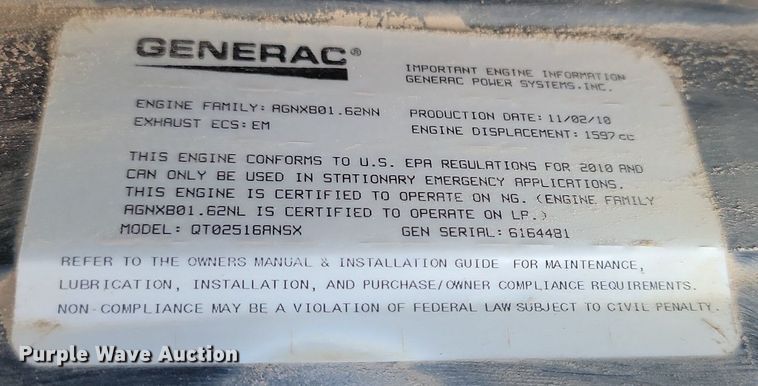 GENERAC®
IMPORTANT ENGINE INFORMATION
GENERAC POWER SYSTEMS, INC.
ENGINE FAMILY: AGNXB01.62NN
PRODUCTION DATE: 11/02/10
EXHAUST ECS: EM
ENGINE DISPLACEMENT: 1597 cc
THIS ENGINE CONFORMS TO U.S. EPA REGULATIONS FOR 2010 AND
CAN ONLY BE USED IN STATIONARY EMERGENCY APPLICATIONS.
THIS ENGINE IS CERTIFIED TO OPERATE ON NG. (ENGINE FAMILY
AGNXB01.62NL IS CERTIFIED TO OPERATE ON LP.)
MODEL: QT02516ANSX
GEN SERIAL: 6164481
REFER TO THE OWNERS MANUAL & INSTALLATION GUIDE FOR MAINTENANCE,
LUBRICATION, INSTALLATION, AND PURCHASE/OWNER COMPLIANCE REQUIREMENTS.
NON-COMPLIANCE MAY BE A VIOLATION OF FEDERAL LAW SUBJECT TO CIVIL PENALTY.
Purple Wave Auction